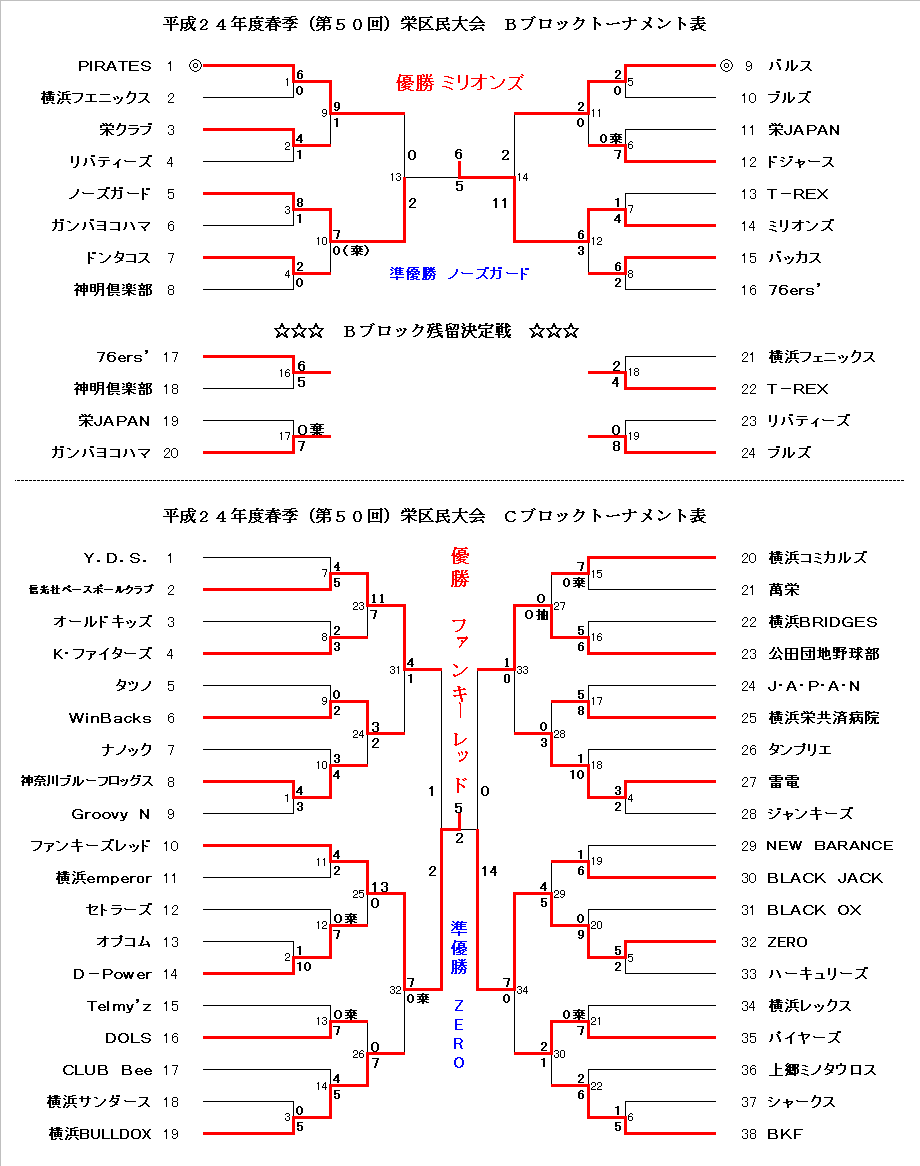 平成２４年度春季（第５０回）栄区民大会　Ｂブロックトーナメント表
優勝 ミリオンズ
PIRATES 1 ◎
横浜フエニックス 2
栄クラブ 3
リバティーズ 4
ノーズガード 5
ガンバヨコハマ 6
ドンタコス 7
神明倶楽部 8
1 6 0
2 4 1
3 8 1
4 2 0
9 9 1
10 7 0(棄)
13 0 2
6 5
14 2 11
11 2 0
12 6 3
5 2 0
6 0棄 7
7 1 4
8 6 2
◎ 9 バルス
10 ブルズ
11 栄JAPAN
12 ドジャース
13 T－REX
14 ミリオンズ
15 バッカス
16 76ers’
準優勝 ノーズガード
☆☆☆　Ｂブロック残留決定戦　☆☆☆
76ers’ 17
神明倶楽部 18
栄JAPAN 19
ガンバヨコハマ 20
16 6 5
17 0棄 7
18 2 4
19 0 8
21 横浜フェニックス
22 T－REX
23 リバティーズ
24 ブルズ
平成２４年度春季（第５０回）栄区民大会　Ｃブロックトーナメント表
Y．D．S． 1
信光社ベースボールクラブ 2
オールドキッズ 3
K・ファイターズ 4
タツノ 5
WinBacks 6
ナノック 7
神奈川ブルーフロッグス 8
Groovy N 9
ファンキーズレッド 10
横浜emperor 11
セトラーズ 12
オブコム 13
D－Power 14
Telmy’z 15
DOLS 16
CLUB Bee 17
横浜サンダース 18
横浜BULLDOX 19
7 4 5
8 2 3
9 0 2
10 3 4
1 4 3
11 4 2
12 0棄 7
2 1 10
13 0棄 7
14 4 5
3 0 5
23 11 7
24 3 2
25 13 0
26 0 7
31 4 1
32 7 0棄
1 2
優勝 ファンキーレッド
5 2
準優勝 ZERO
0 14
33 1 0
34 7 0
27 0 0抽
28 0 3
29 4 5
30 2 1
15 7 0棄
16 5 6
17 5 8
18 1 10
4 3 2
19 1 6
20 0 9
5 5 2
21 0棄 7
22 2 6
6 1 5
20 横浜コミカルズ
21 萬栄
22 横浜BRIDGES
23 公田団地野球部
24 J・A・P・A・N
25 横浜栄共済病院
26 タンブリエ
27 雷電
28 ジャンキーズ
29 NEW BARANCE
30 BLACK JACK
31 BLACK OX
32 ZERO
33 ハーキュリーズ
34 横浜レックス
35 バイヤーズ
36 上郷ミノタウロス
37 シャークス
38 BKF